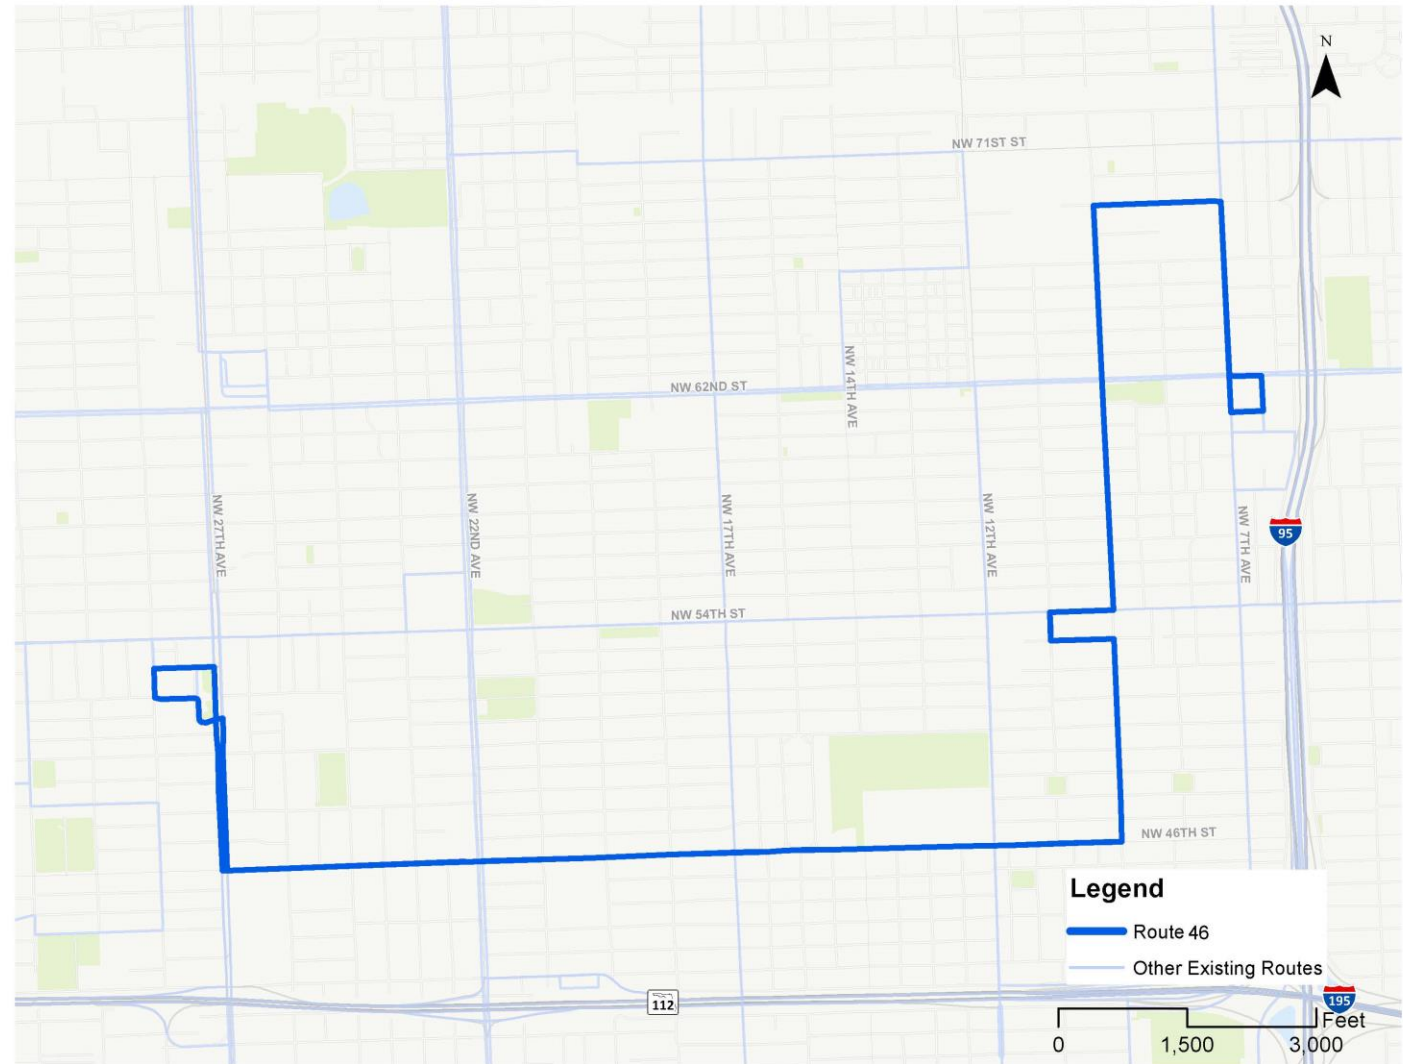 N
NW 71ST ST
NW 14TH AVE
NW 62ND ST
NW 27TH AVE
NW 22ND AVE
NW 17TH AVE
NW 12TH AVE
NW 7TH AVE
95
NW 54TH ST
NW 46TH ST
Legend
Route 46
Other Existing Routes
112
195
Feet
0 1,500 3,000